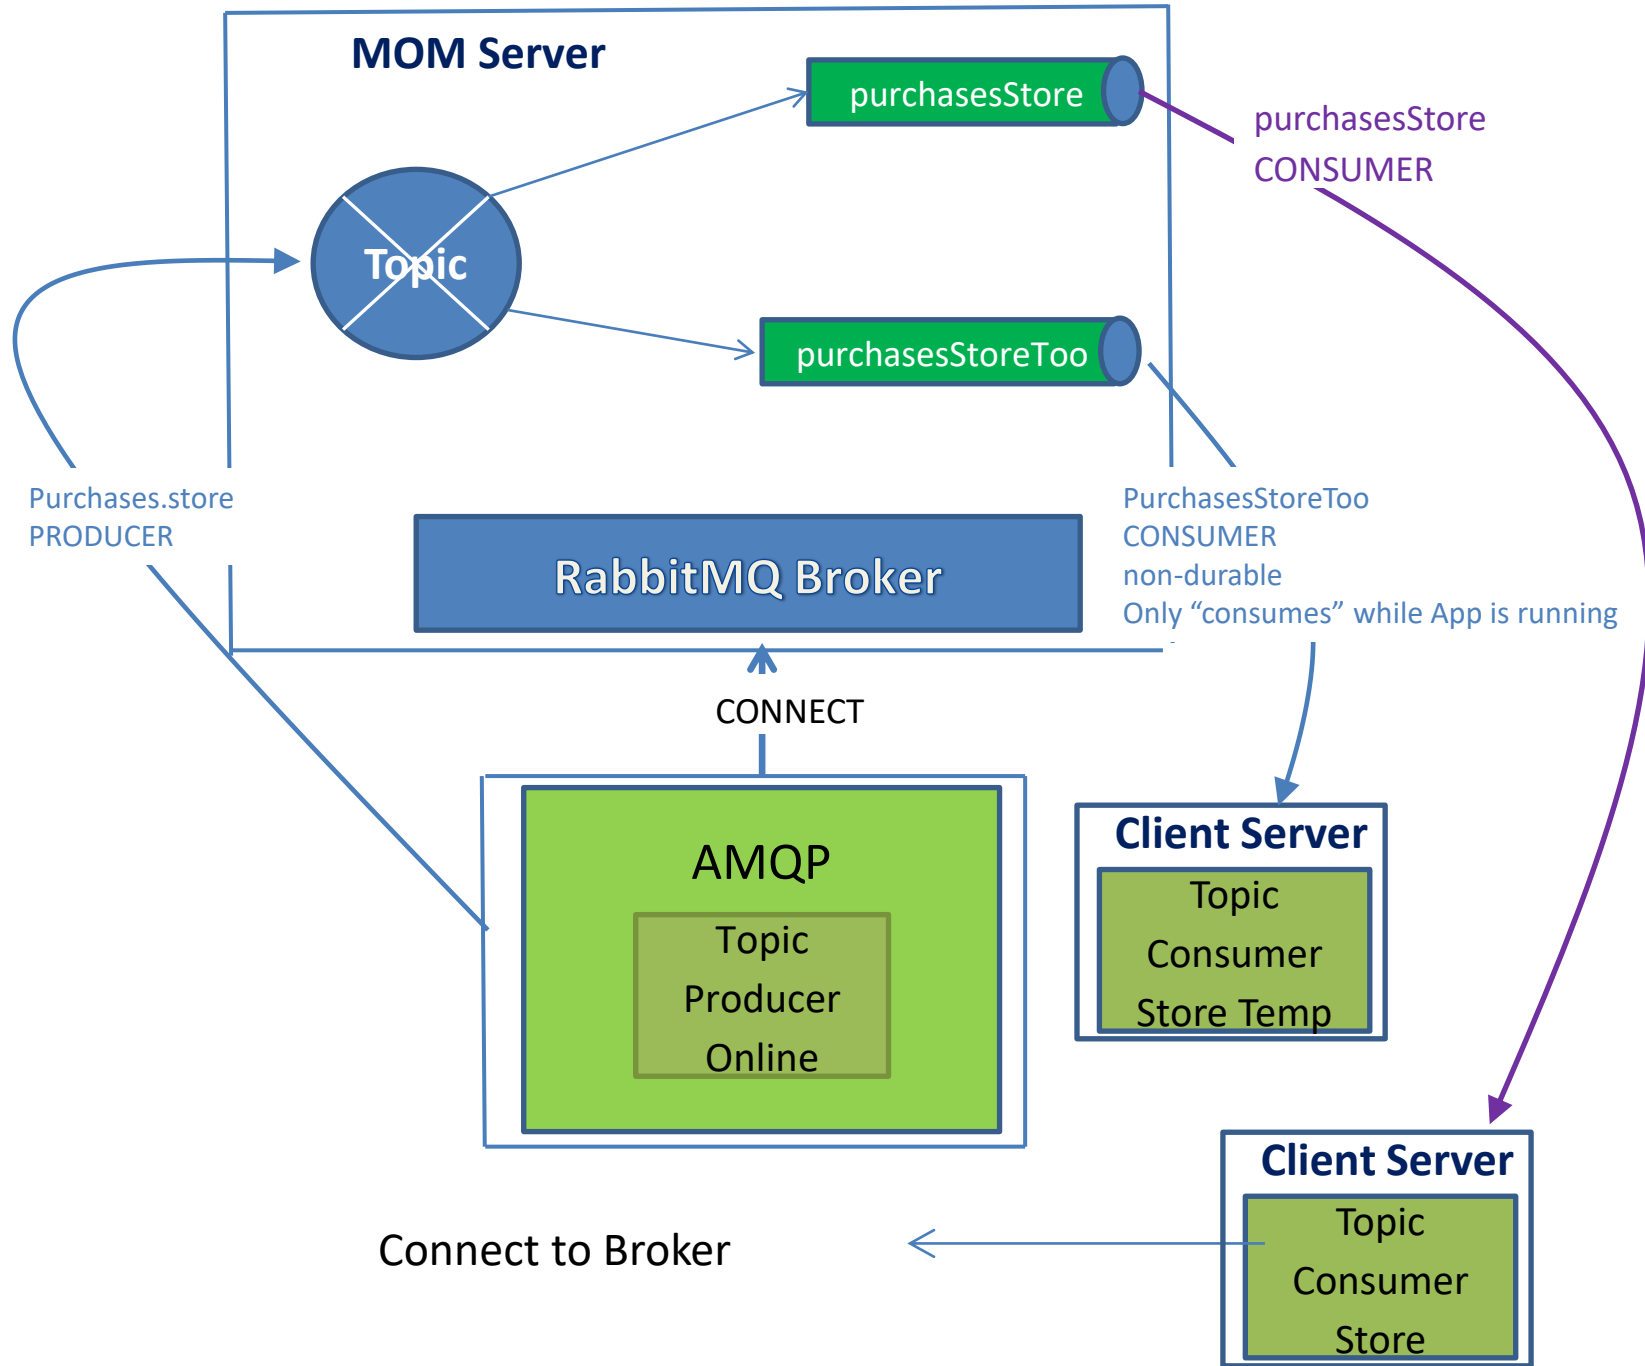 MOM Server
purchasesStore
purchasesStore
CONSUMER
Topic
purchasesStoreToo
Purchases.store
PRODUCER
PurchasesStoreToo
CONSUMER
non-durable
Only “consumes” while App is running
RabbitMQ Broker
CONNECT
AMQP
Topic
Producer
Online
Client Server
Topic
Consumer
Store Temp
Client Server
Topic
Consumer
Store
Connect to Broker